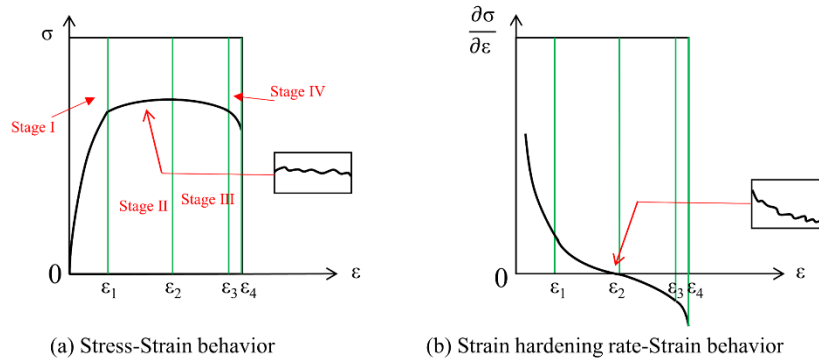 σ
Stage I
Stage IV
Stage II
Stage III
0
ε1
ε2
ε3
ε4
ε
(a) Stress-Strain behavior
∂σ
∂ε
0
ε1
ε2
ε3
ε4
ε
(b) Strain hardening rate-Strain behavior